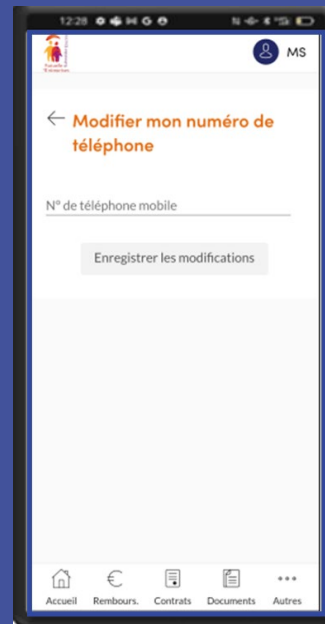 12:28
MS
← Modifier mon numéro de
téléphone
N° de téléphone mobile
Enregistrer les modifications
Accueil Rembours. Contrats Documents Autres